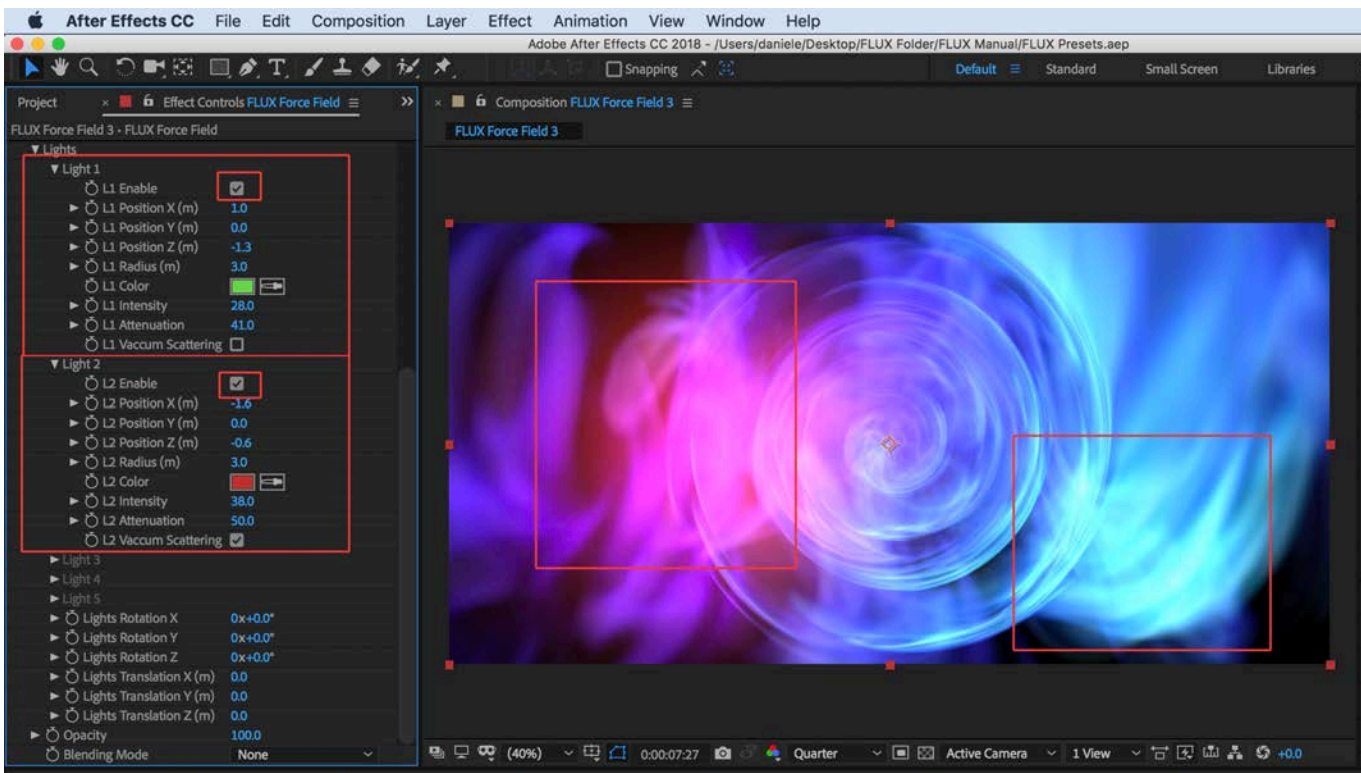 After Effects CC File Edit Composition Layer Effect Animation View Window Help
Adobe After Effects CC 2018 - /Users/daniele/Desktop/FLUX Folder/FLUX Manual/FLUX Presets.aep
Snapping Default Standard Small Screen Libraries
Project × Effect Controls FLUX Force Field ≡ »
× Composition FLUX Force Field 3 ≡
FLUX Force Field 3 • FLUX Force Field
FLUX Force Field 3
Lights
Light 1
L1 Enable
L1 Position X (m) 1.0
L1 Position Y (m) 0.0
L1 Position Z (m) -1.3
L1 Radius (m) 3.0
L1 Color
L1 Intensity 28.0
L1 Attenuation 41.0
L1 Vaccum Scattering
Light 2
L2 Enable
L2 Position X (m) -1.6
L2 Position Y (m) 0.0
L2 Position Z (m) -0.6
L2 Radius (m) 3.0
L2 Color
L2 Intensity 38.0
L2 Attenuation 50.0
L2 Vaccum Scattering
Light 3
Light 4
Light 5
Lights Rotation X 0x+0.0°
Lights Rotation Y 0x+0.0°
Lights Rotation Z 0x+0.0°
Lights Translation X (m) 0.0
Lights Translation Y (m) 0.0
Lights Translation Z (m) 0.0
Opacity 100.0
Blending Mode None
(40%) 0:00:07:27 Quarter Active Camera 1 View +0.0